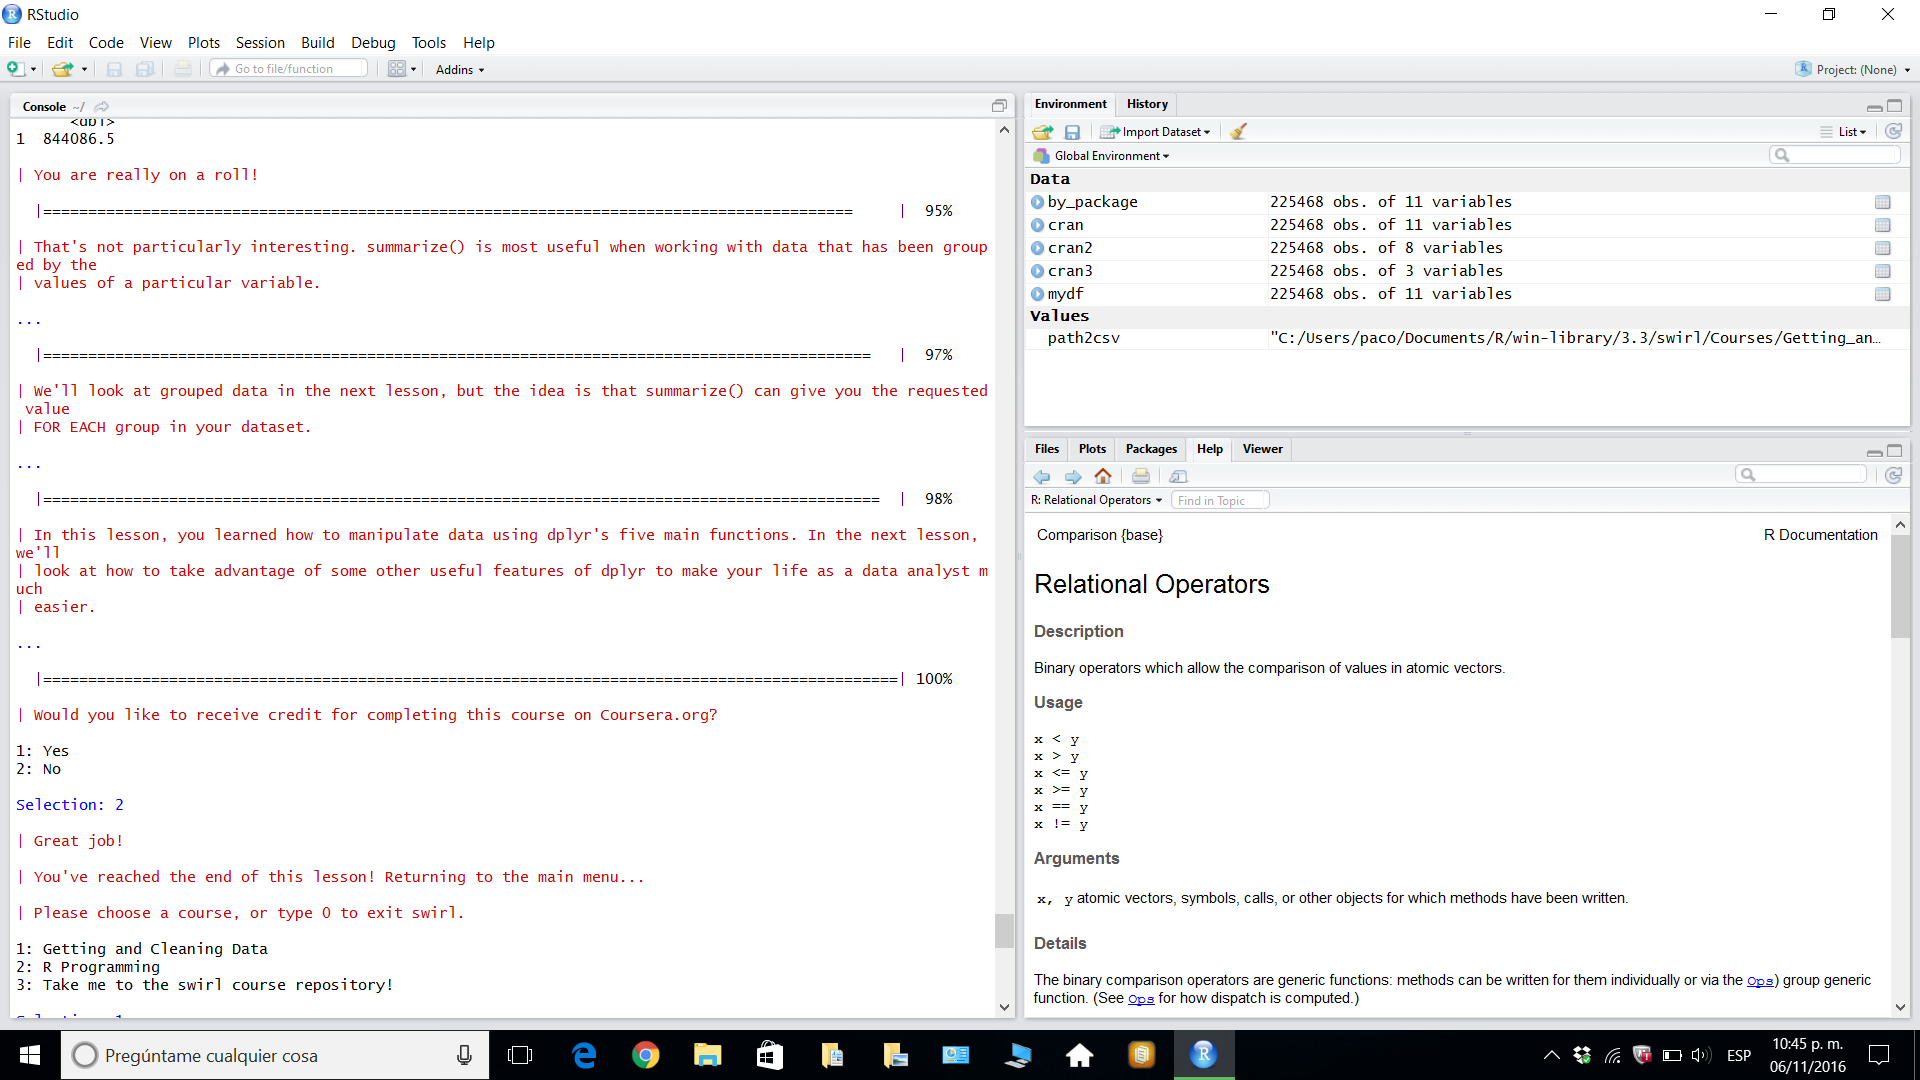 RStudio
File Edit Code View Plots Session Build Debug Tools Help
Go to file/function Addins Project: (None)
Console ~/
<dbl>
1  844086.5
| You are really on a roll!
|==========================================================================================     |  95%
| That's not particularly interesting. summarize() is most useful when working with data that has been group
ed by the
| values of a particular variable.
...
|============================================================================================   |  97%
| We'll look at grouped data in the next lesson, but the idea is that summarize() can give you the requested
 value
| FOR EACH group in your dataset.
...
|=============================================================================================  |  98%
| In this lesson, you learned how to manipulate data using dplyr's five main functions. In the next lesson,
we'll
| look at how to take advantage of some other useful features of dplyr to make your life as a data analyst m
uch
| easier.
...
|===============================================================================================| 100%
| Would you like to receive credit for completing this course on Coursera.org?
1: Yes
2: No
Selection: 2
| Great job!
| You've reached the end of this lesson! Returning to the main menu...
| Please choose a course, or type 0 to exit swirl.
1: Getting and Cleaning Data
2: R Programming
3: Take me to the swirl course repository!
Selection: 1
Environment History
Import Dataset List
Global Environment
Data
by_package 225468 obs. of 11 variables
cran 225468 obs. of 11 variables
cran2 225468 obs. of 8 variables
cran3 225468 obs. of 3 variables
mydf 225468 obs. of 11 variables
Values
path2csv "C:/Users/paco/Documents/R/win-library/3.3/swirl/Courses/Getting_an…
Files Plots Packages Help Viewer
R: Relational Operators Find in Topic
Comparison {base} R Documentation
Relational Operators
Description
Binary operators which allow the comparison of values in atomic vectors.
Usage
x < y
x > y
x <= y
x >= y
x == y
x != y
Arguments
x, y atomic vectors, symbols, calls, or other objects for which methods have been written.
Details
The binary comparison operators are generic functions: methods can be written for them individually or via the Ops) group generic
function. (See Ops for how dispatch is computed.)
Pregúntame cualquier cosa
ESP
10:45 p. m.
06/11/2016